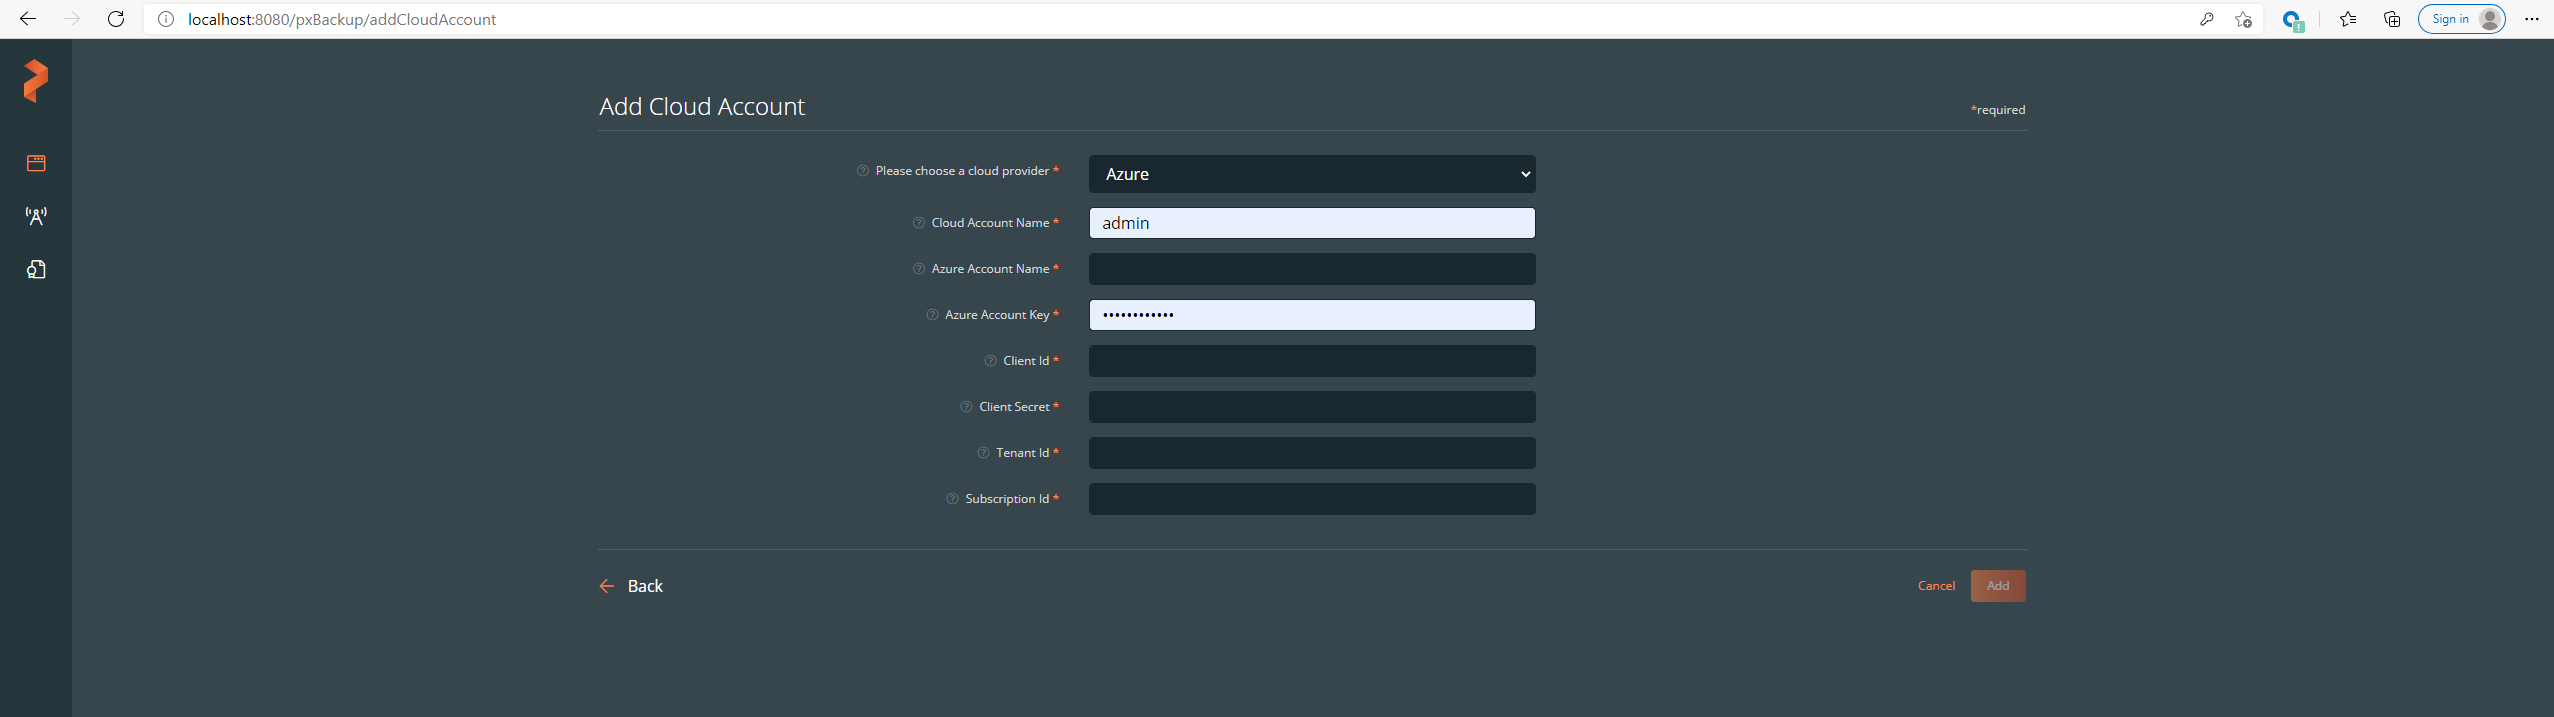 localhost:8080/pxBackup/addCloudAccount
Sign in
Add Cloud Account
*required
Please choose a cloud provider *
Azure
Cloud Account Name *
admin
Azure Account Name *
Azure Account Key *
••••••••••••
Client Id *
Client Secret *
Tenant Id *
Subscription Id *
Back
Cancel
Add